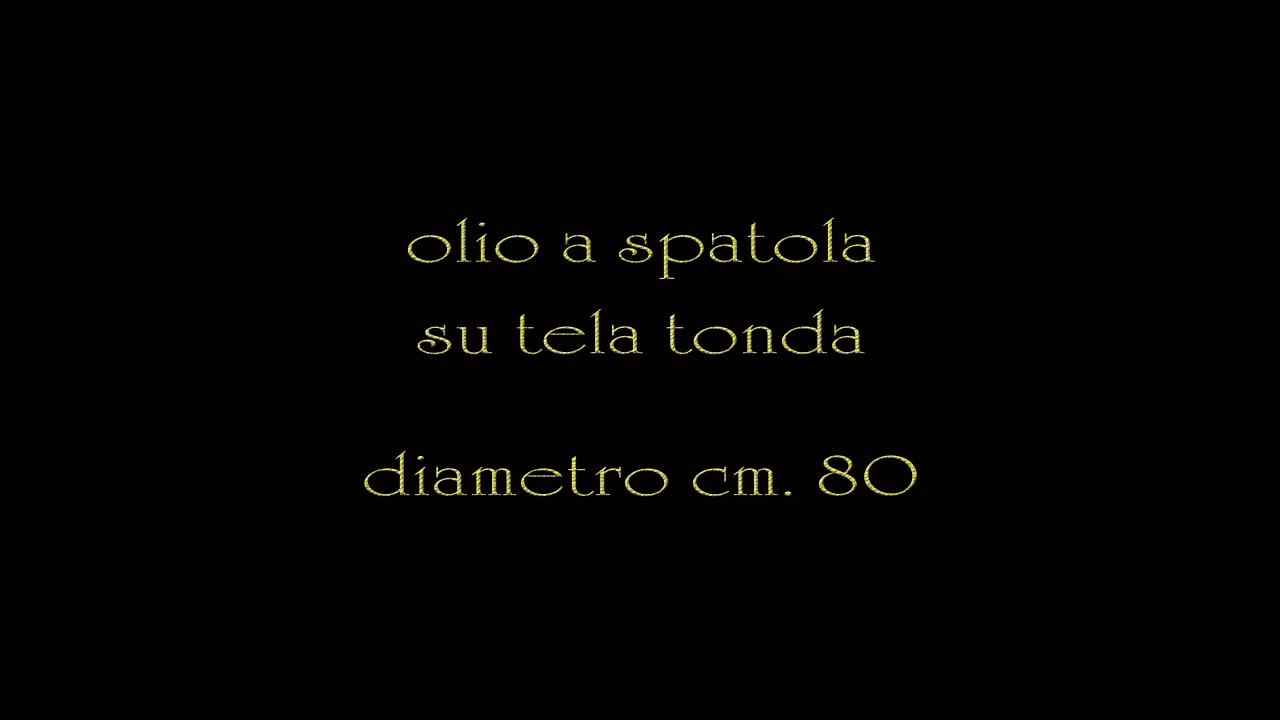 olio a spatola
su tela tonda
diametro cm. 80